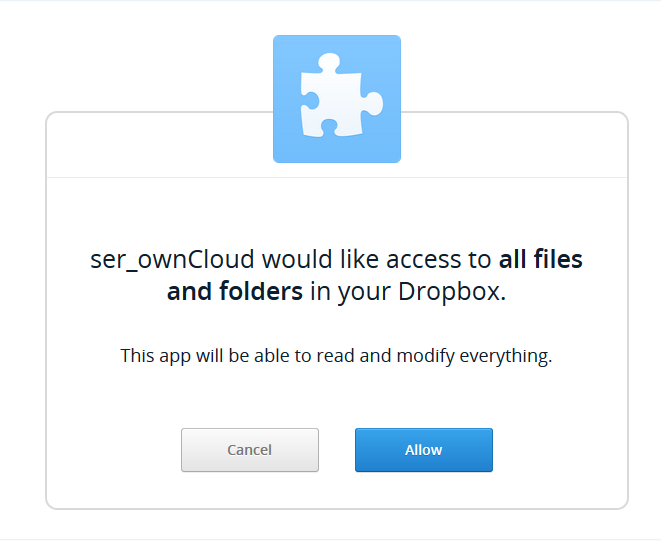 ser_ownCloud would like access to all files
and folders in your Dropbox.
This app will be able to read and modify everything.
Cancel
Allow